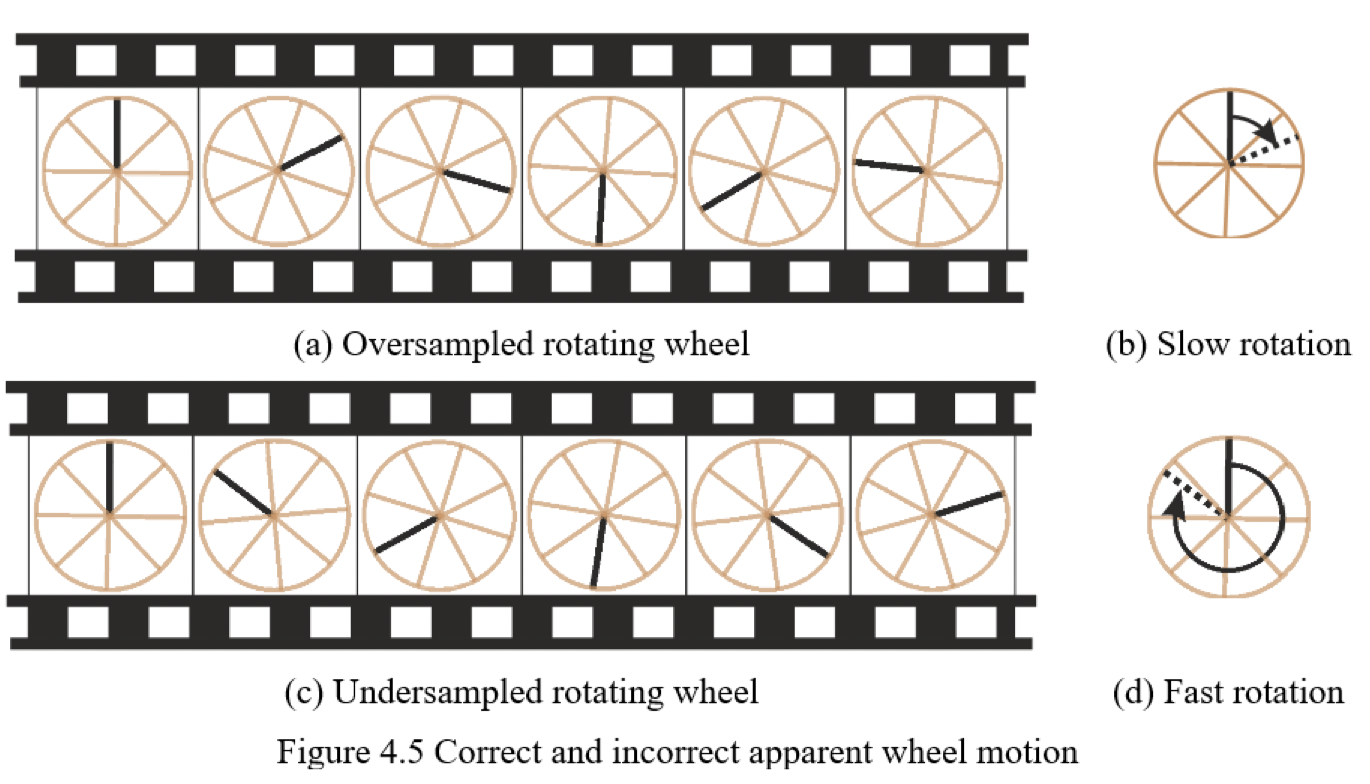 (a) Oversampled rotating wheel
(b) Slow rotation
(c) Undersampled rotating wheel
(d) Fast rotation
Figure 4.5 Correct and incorrect apparent wheel motion